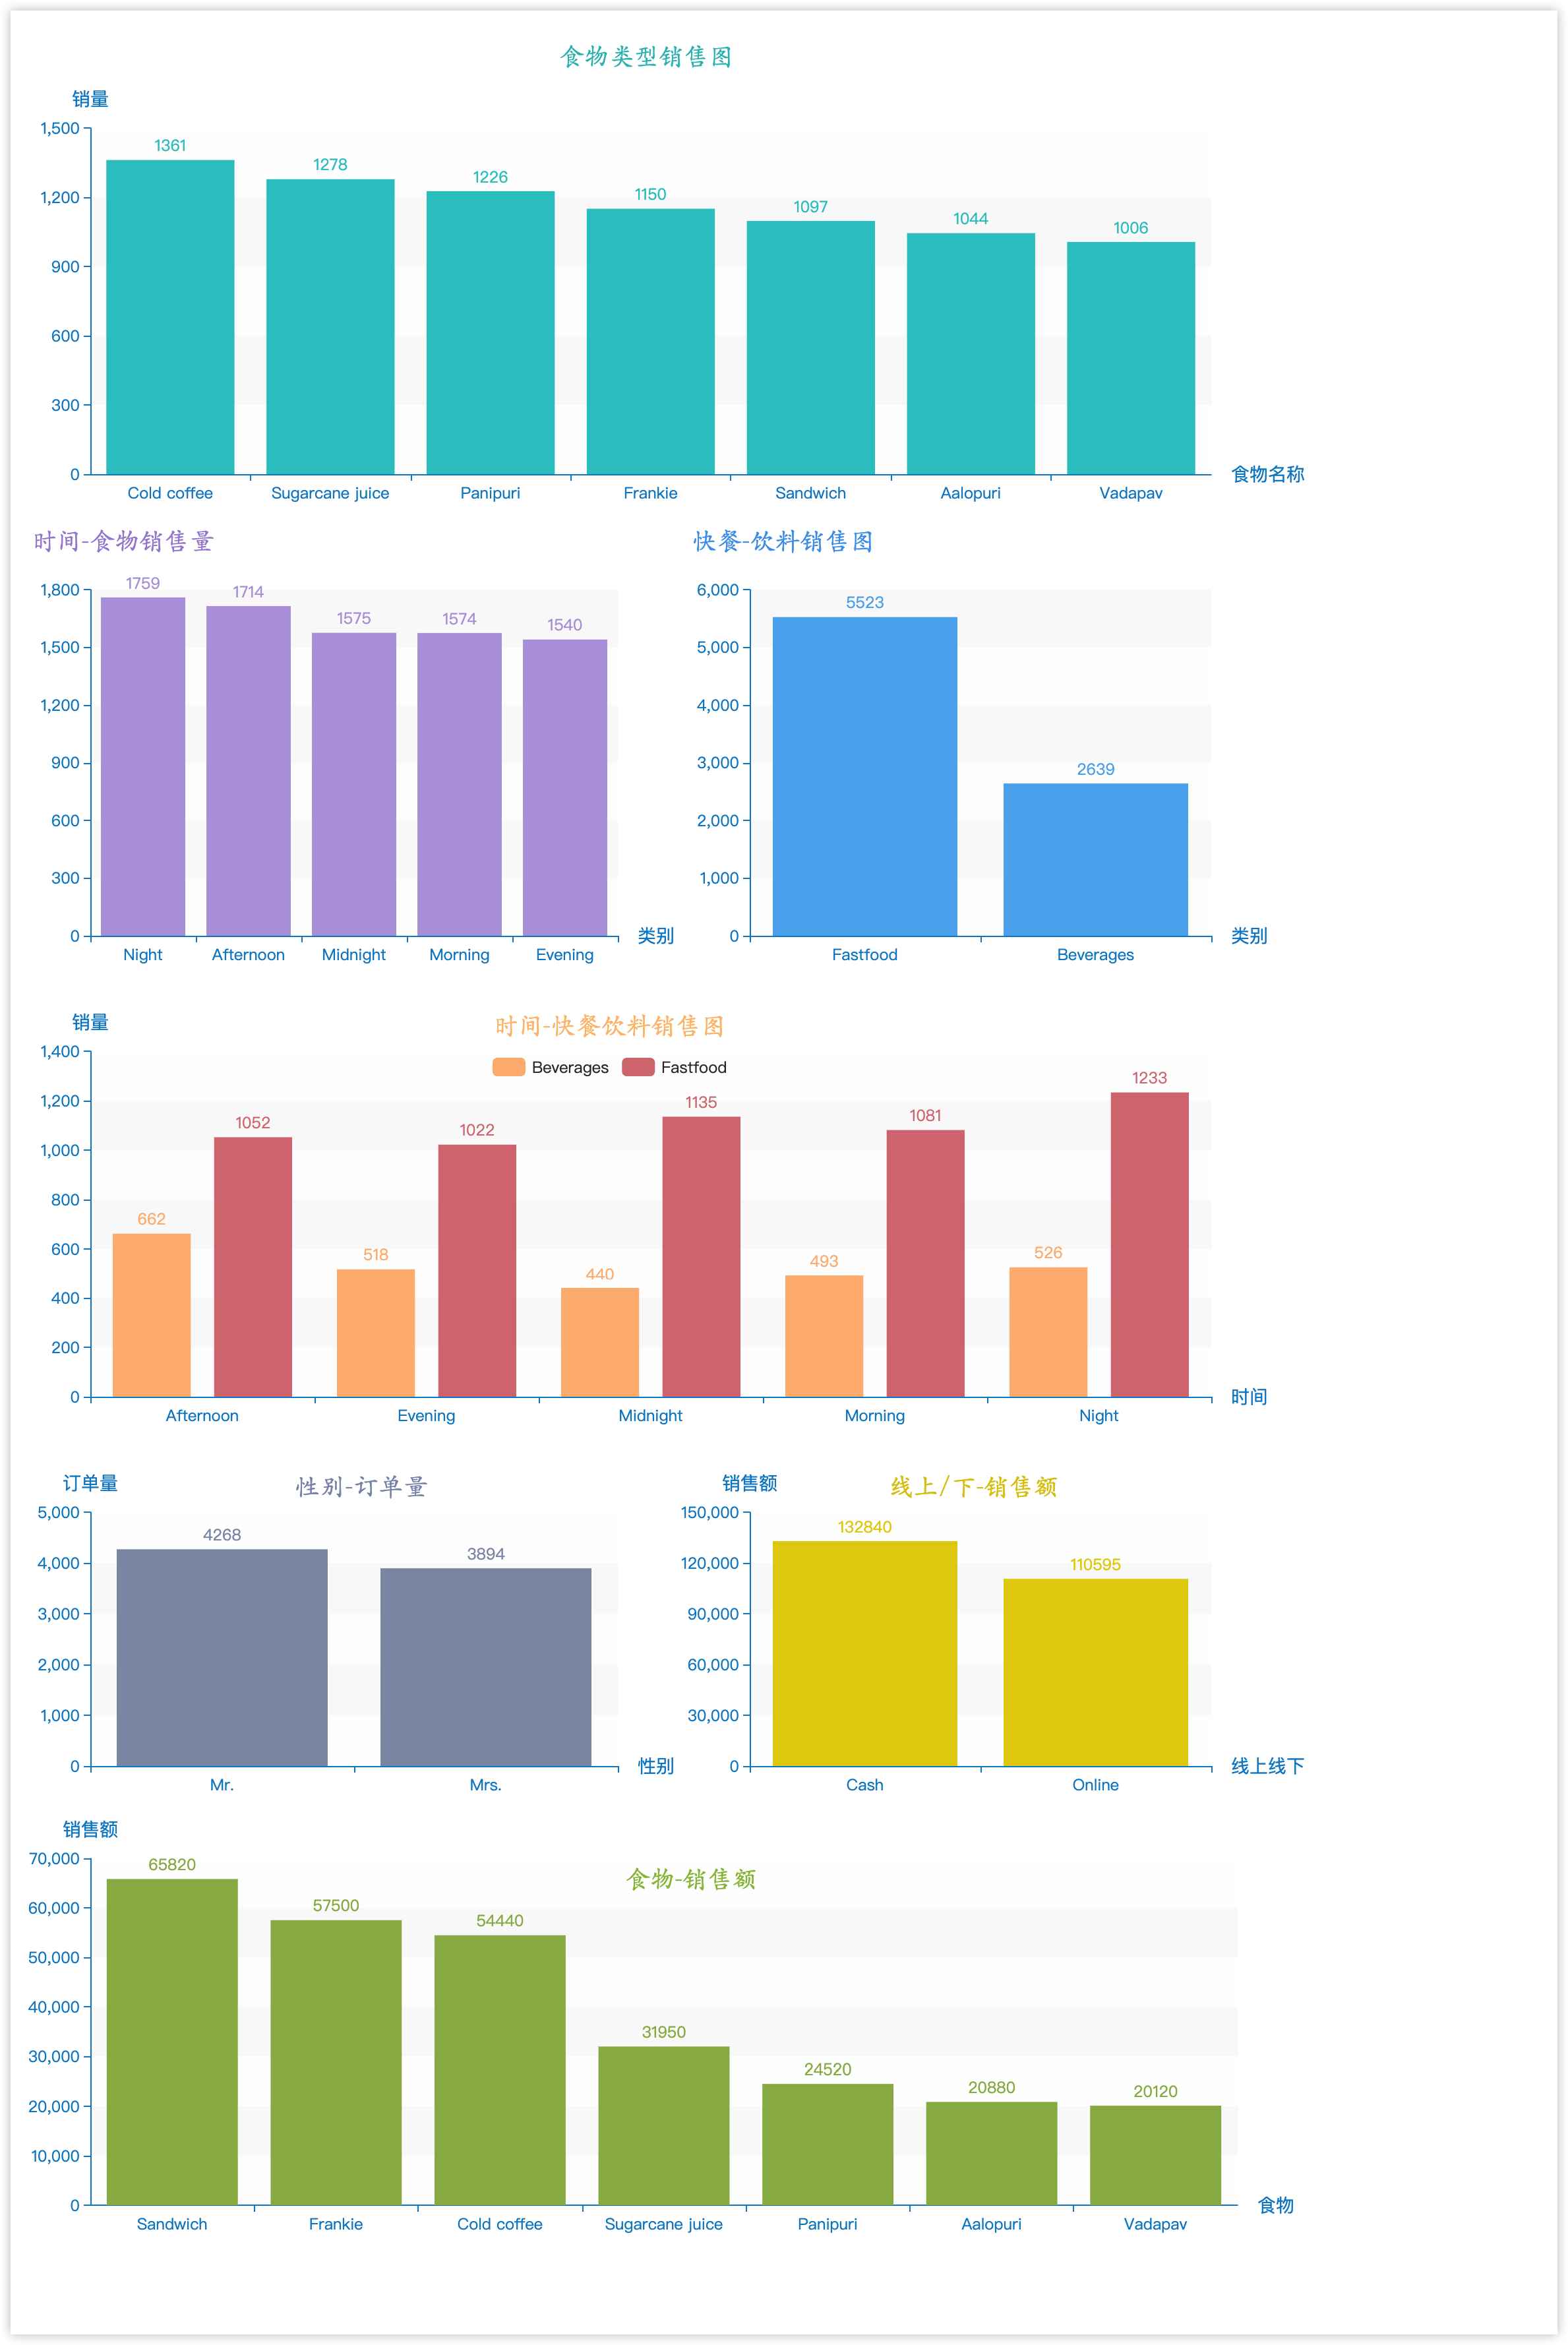 食物类型销售图
销量
1,500
1,200
900
600
300
0
1361
1278
1226
1150
1097
1044
1006
Cold coffee
Sugarcane juice
Panipuri
Frankie
Sandwich
Aalopuri
Vadapav
食物名称
时间-食物销售量
1,800
1,500
1,200
900
600
300
0
1759
1714
1575
1574
1540
Night
Afternoon
Midnight
Morning
Evening
类别
快餐-饮料销售图
6,000
5,000
4,000
3,000
2,000
1,000
0
5523
2639
Fastfood
Beverages
类别
时间-快餐饮料销售图
销量
Beverages
Fastfood
1,400
1,200
1,000
800
600
400
200
0
662
1052
518
1022
440
1135
493
1081
526
1233
Afternoon
Evening
Midnight
Morning
Night
时间
订单量
性别-订单量
5,000
4,000
3,000
2,000
1,000
0
4268
3894
Mr.
Mrs.
性别
销售额
线上/下-销售额
150,000
120,000
90,000
60,000
30,000
0
132840
110595
Cash
Online
线上线下
销售额
食物-销售额
70,000
60,000
50,000
40,000
30,000
20,000
10,000
0
65820
57500
54440
31950
24520
20880
20120
Sandwich
Frankie
Cold coffee
Sugarcane juice
Panipuri
Aalopuri
Vadapav
食物